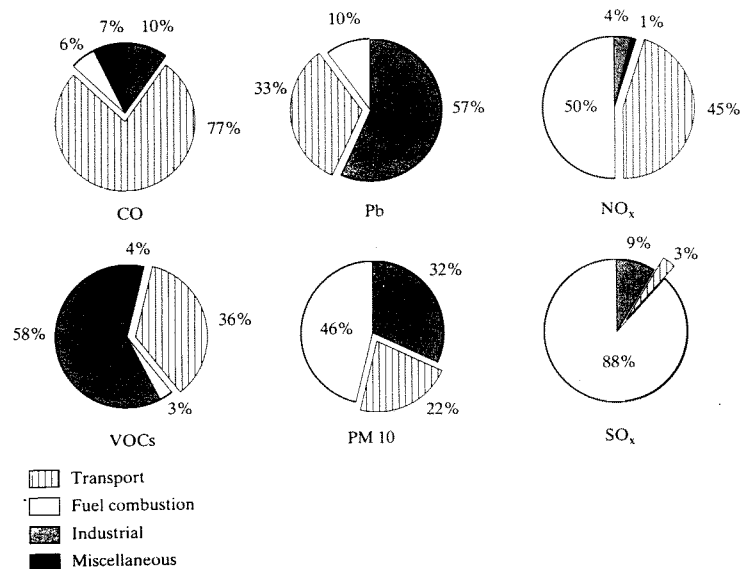 7% 10%
6%
77%
CO
10%
33%
57%
Pb
4% 1%
50%
45%
NOx
4%
58%
36%
3%
VOCs
32%
46%
22%
PM 10
9%
3%
88%
SOx
Transport
Fuel combustion
Industrial
Miscellaneous